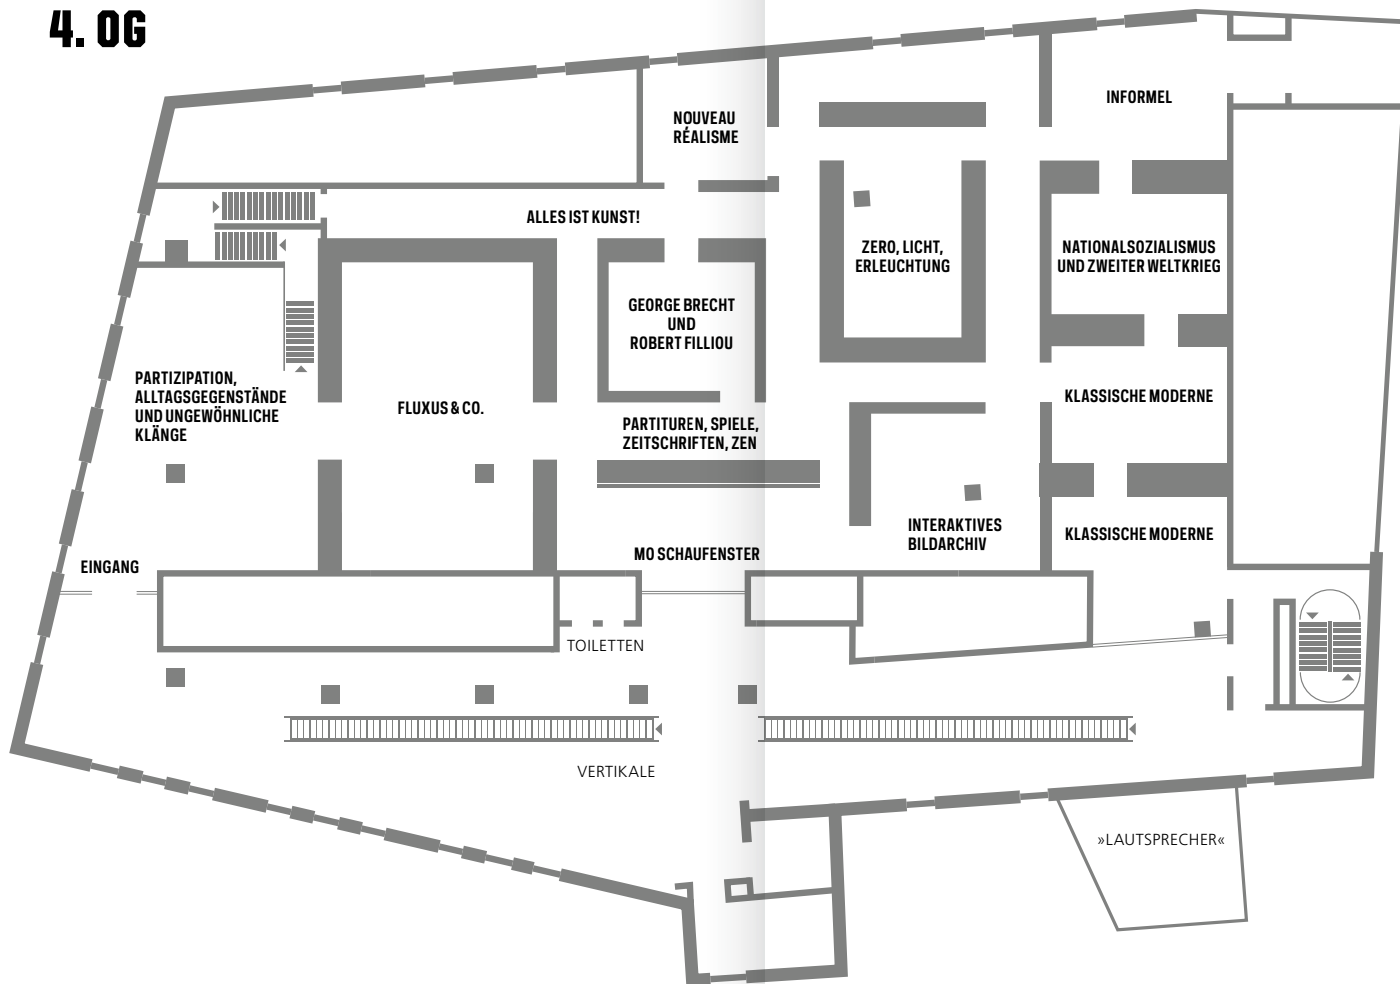 4. OG
NOUVEAU
RÉALISME
INFORMEL
ALLES IST KUNST!
ZERO, LICHT,
ERLEUCHTUNG
NATIONALSOZIALISMUS
UND ZWEITER WELTKRIEG
GEORGE BRECHT
UND
ROBERT FILLIOU
PARTIZIPATION,
ALLTAGSGEGENSTÄNDE
UND UNGEWÖHNLICHE
KLÄNGE
FLUXUS & CO.
PARTITUREN, SPIELE,
ZEITSCHRIFTEN, ZEN
KLASSISCHE MODERNE
INTERAKTIVES
BILDARCHIV
KLASSISCHE MODERNE
EINGANG
MO SCHAUFENSTER
TOILETTEN
VERTIKALE
»LAUTSPRECHER«